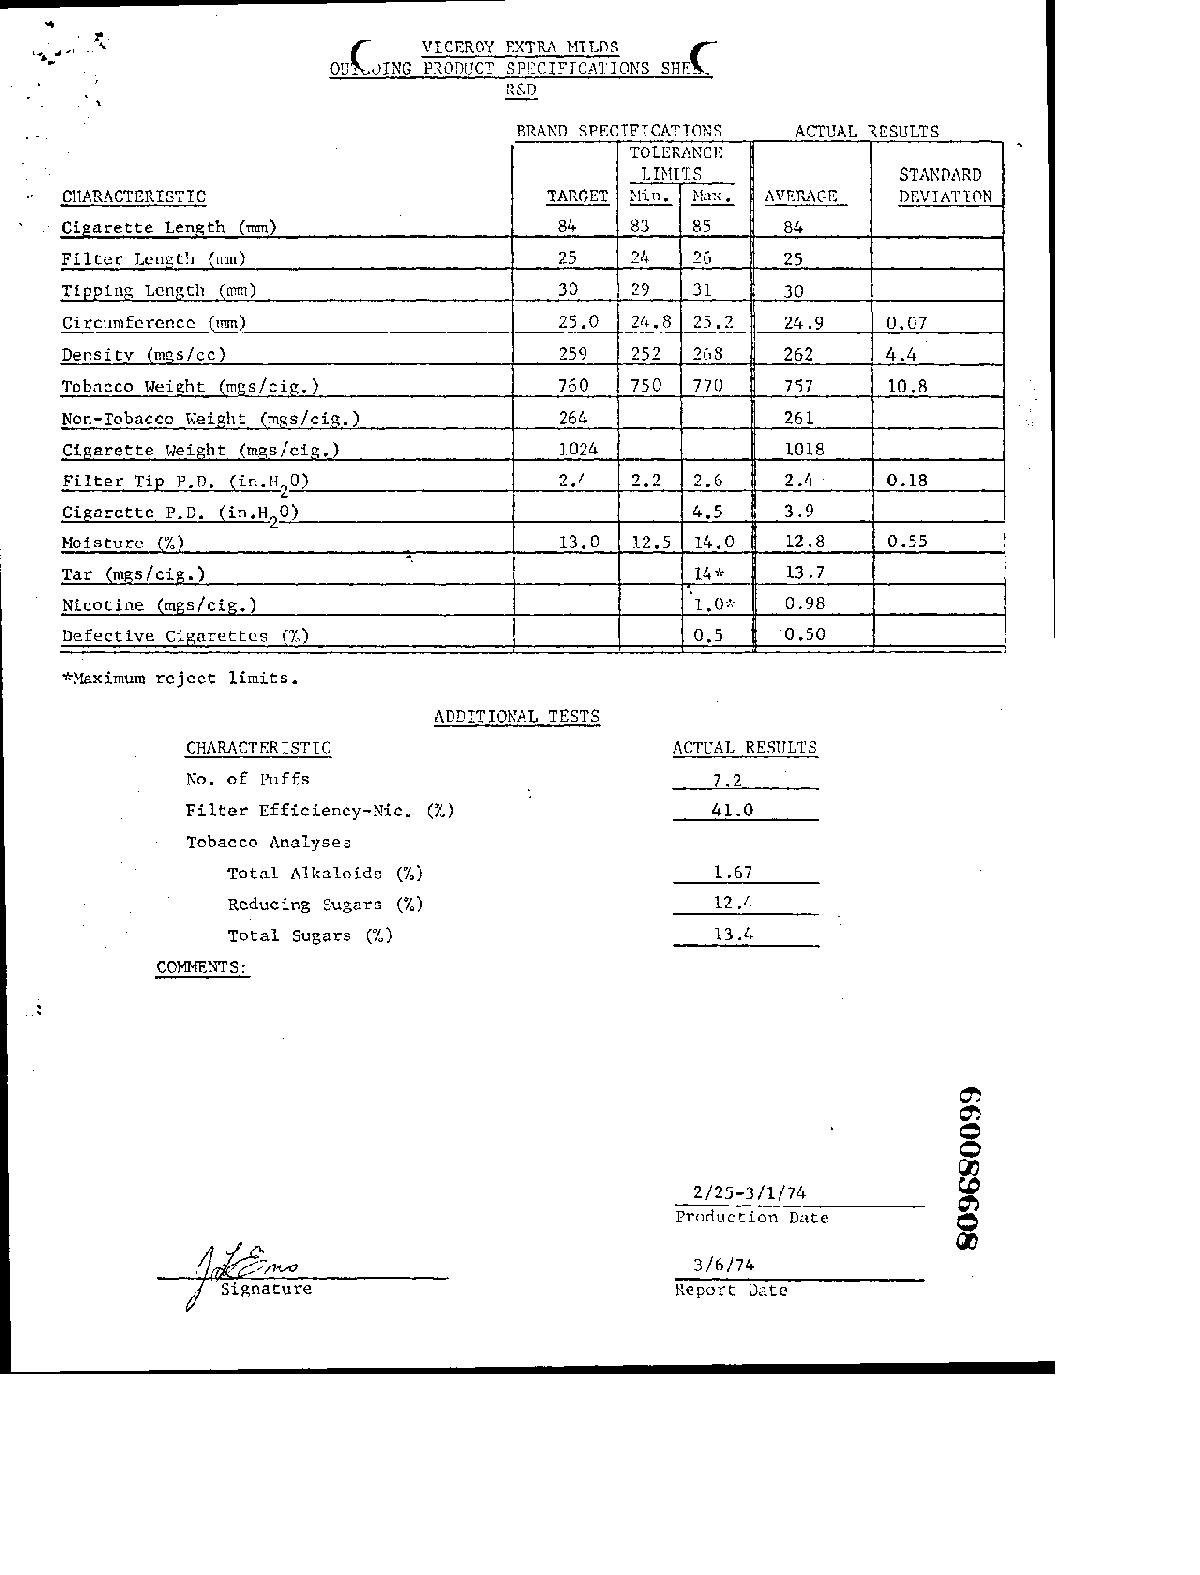 VICEROY EXTRA MILDS
PRODUCT SPECIFICATIONS
R&D
BRAND SPECIFICATIONS ACTUAL RESULTS
TOLERANCE
LIMITS STANDARD
CHARACTERISTIC TARGET Min. Max. AVERAGE DEVIATION
Cigarette Length (mm) 84 83 85 84
Filter Length (mm) 25 24 26 25
Tipping Length (mm) 30 29 31 30
Circumference (mm) 25.0 24.8 25.2 24.9 0.07
Density (mgs/cc) 259 252 268 262 4.4
Tobacco Weight (mgs/cig.) 760 750 770 757 10.8
Non-Tobacco Weight (mgs/cig.) 264 261
Cigarette Weight (mgs/cig.) 1024 1018
Filter Tip P.D. (in.H2O) 2.4 2.2 2.6 2.4 0.18
Cigarette P.D. (in.H2O) 4.5 3.9
Moisture (%) 13.0 12.5 14.0 12.8 0.55
Tar (mgs/cig.) 14* 13.7
Nicotine (mgs/cig.) 1.0* 0.98
Defective Cigarettes (%) 0.5 0.50
*Maximum reject limits.
ADDITIONAL TESTS
CHARACTERISTIC ACTUAL RESULTS
No. of Puffs 7.2
Filter Efficiency-Nic. (%) 41.0
Tobacco Analyses
Total Alkaloids (%) 1.67
Reducing Sugars (%) 12.4
Total Sugars (%) 13.4
COMMENTS:
660089608
2/25-3/1/74
Production Date
3/6/74
Signature
Report Date